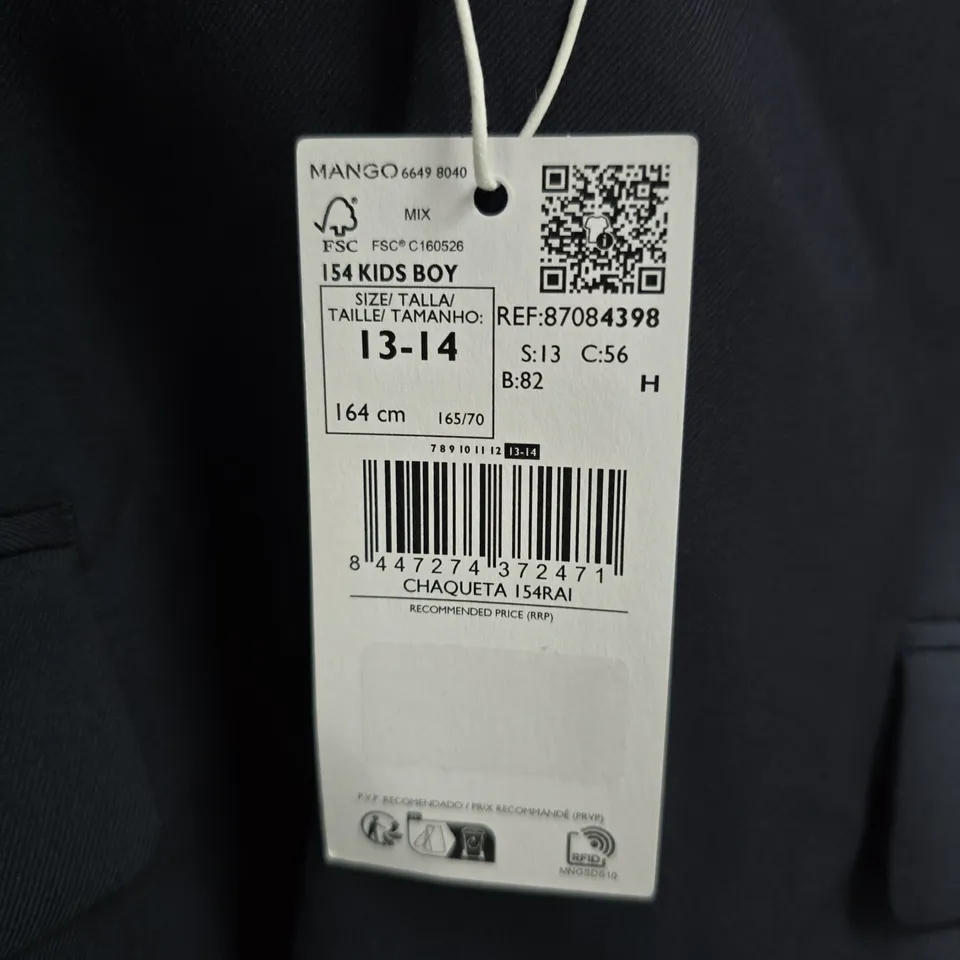 MANGO 6649 8040
MIX
FSC FSC® C160526
154 KIDS BOY
SIZE/ TALLA/
TAILLE/ TAMANHO:
13-14
164 cm 165/70
REF:87084398
S:13 C:56
B:82 H
7 8 9 10 11 12 13-14
8 447274 372471
CHAQUETA 154RAI
RECOMMENDED PRICE (RRP)
P.V.P RECOMENDADO / PRIX RECOMMANDÉ (PRVP)
RFID